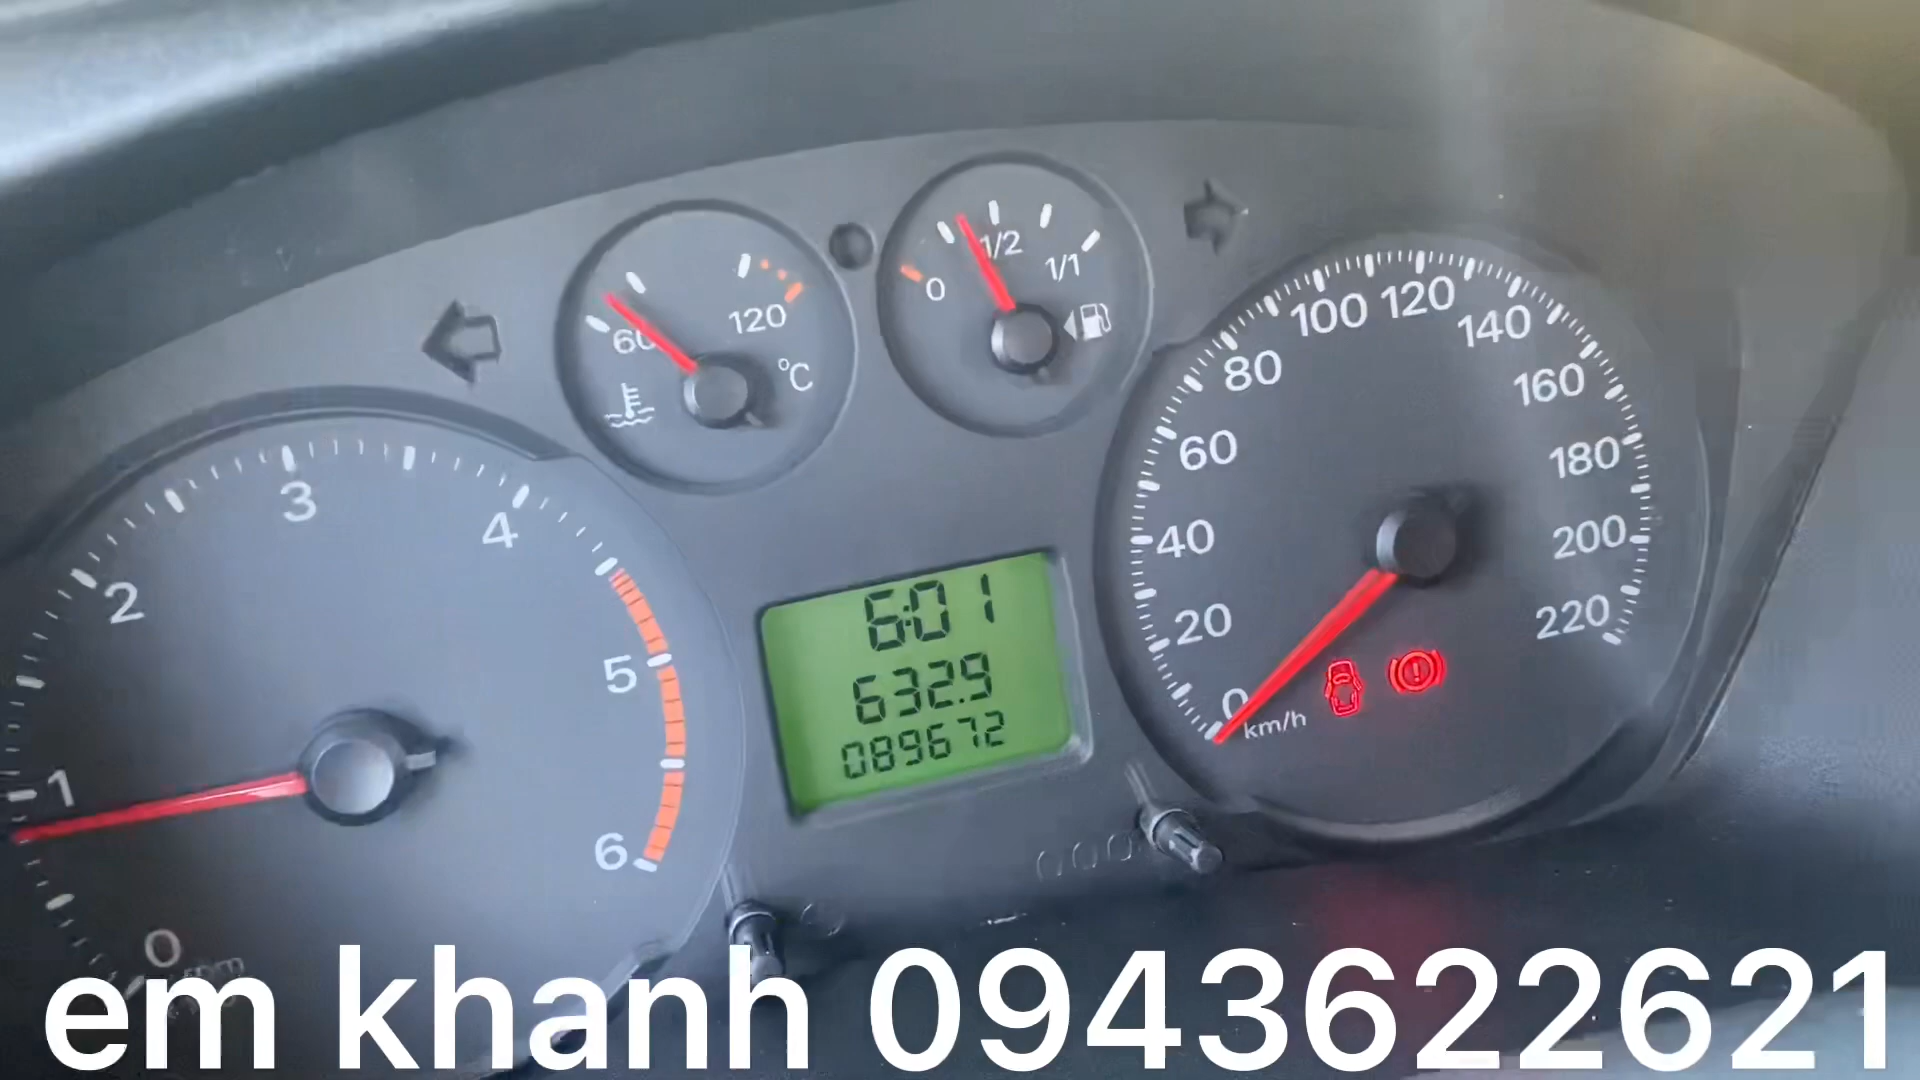 0 1/2 1/1
60 120 °C
0 1 2 3 4 5 6
0 20 40 60 80 100 120 140 160 180 200 220
km/h
6:01
632.9
089672
em khanh 0943622621